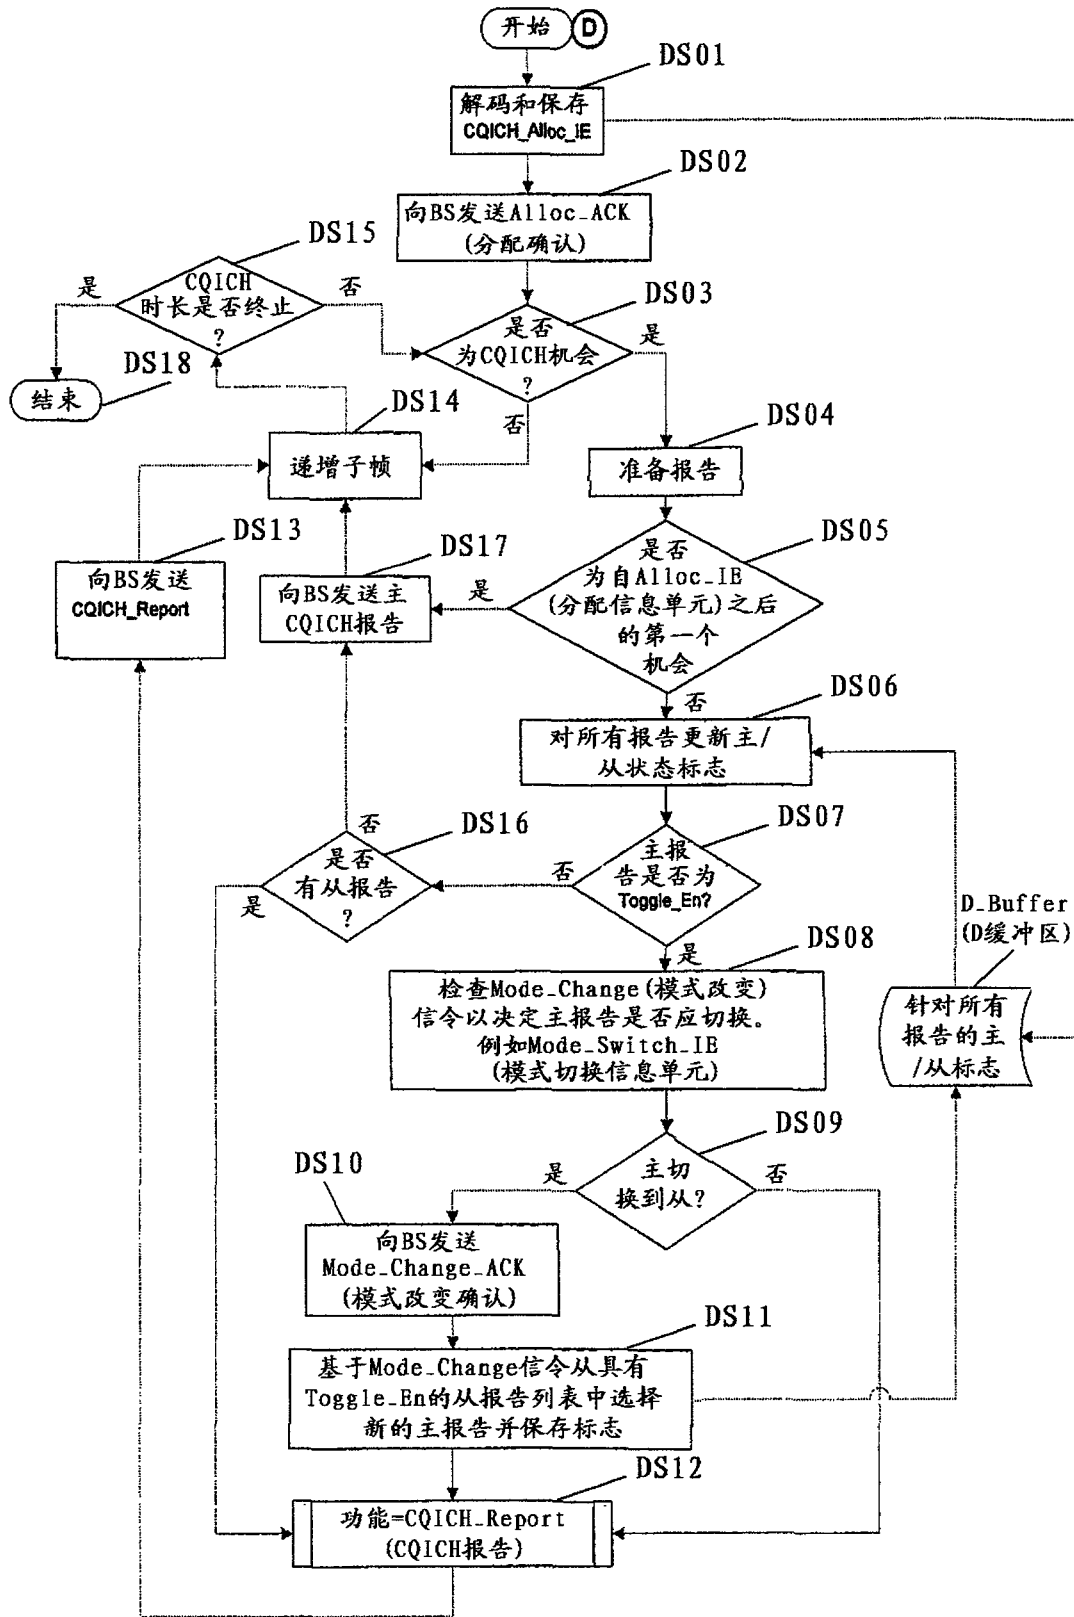 开始
D
DS01
解码和保存
CQICH_Alloc_IE
DS02
向BS发送Alloc_ACK
(分配确认)
DS15
CQICH
时长是否终止
?
是
否
DS03
是否
为CQICH机会
?
是
否
DS18
结束
DS14
递增子帧
DS04
准备报告
DS13
向BS发送
CQICH_Report
DS17
向BS发送主
CQICH报告
DS05
是否
为自Alloc_IE
(分配信息单元)之后
的第一个
机会
是
否
DS06
对所有报告更新主/
从状态标志
DS07
主报
告是否为
Toggle_En?
否
是
DS16
是否
有从报告
?
否
是
D_Buffer
(D缓冲区)
针对所有
报告的主
/从标志
DS08
检查Mode_Change(模式改变)
信令以决定主报告是否应切换。
例如Mode_Switch_IE
(模式切换信息单元)
DS09
主切
换到从?
是
否
DS10
向BS发送
Mode_Change_ACK
(模式改变确认)
DS11
基于Mode_Change信令从具有
Toggle_En的从报告列表中选择
新的主报告并保存标志
DS12
功能=CQICH_Report
(CQICH报告)